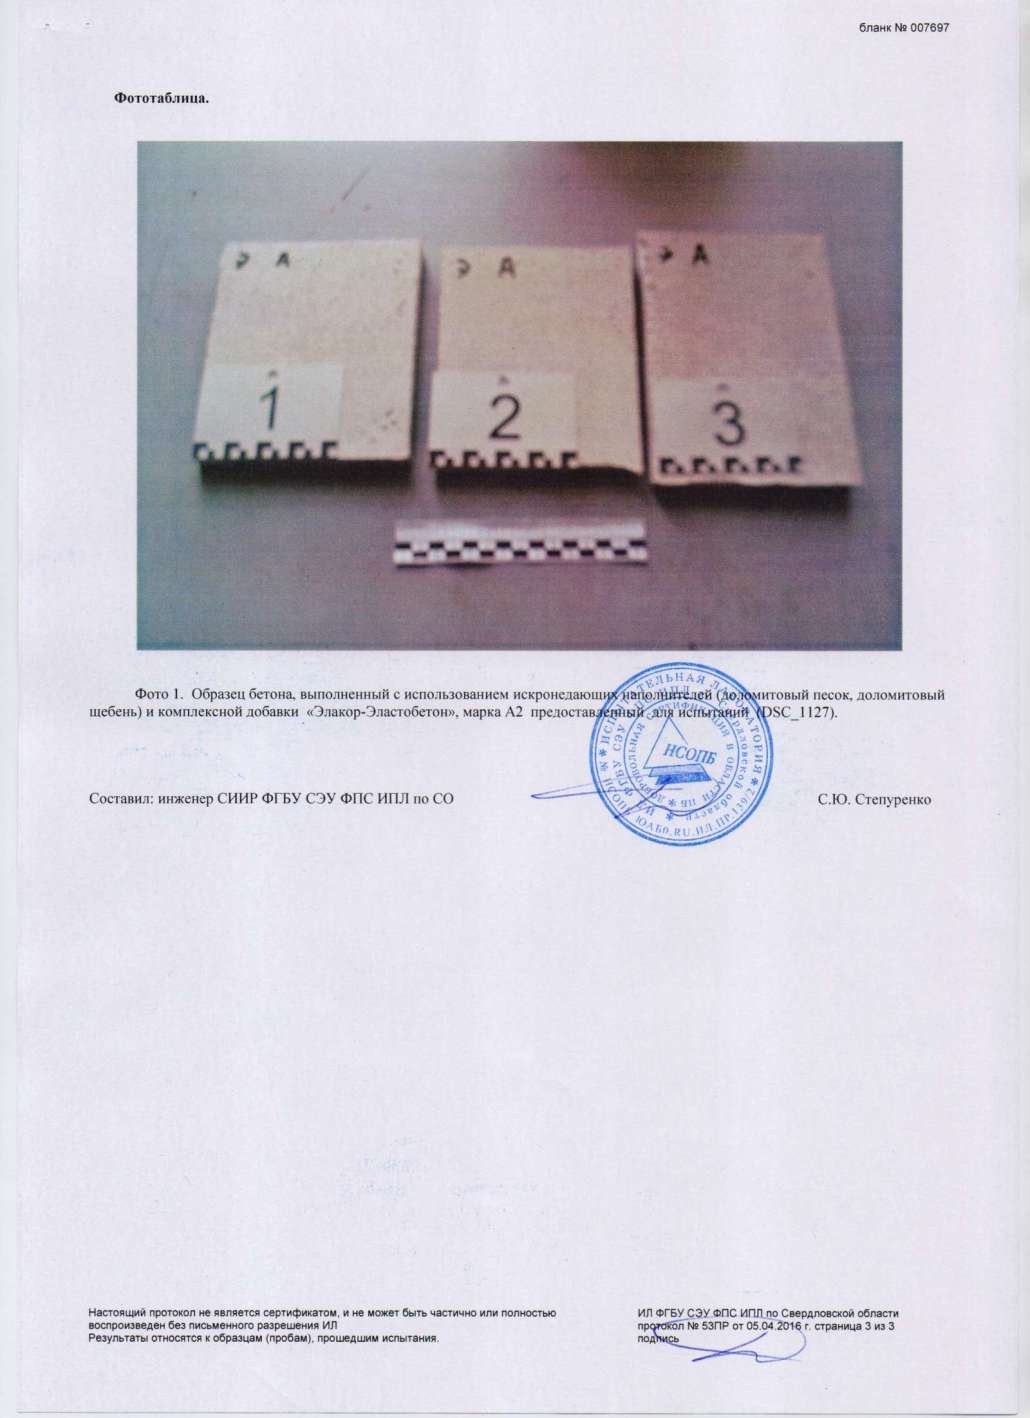 бланк № 007697
Фототаблица.
Э А
Э А
Э А
1
2
3
Фото 1. Образец бетона, выполненный с использованием искронедающих наполнителей (доломитовый песок, доломитовый
щебень) и комплексной добавки «Элакор-Эластобетон», марка А2 предоставленный для испытаний (DSC_1127).
ИСПЫТАТЕЛЬНАЯ ЛАБОРАТОРИЯ
ДОБРОВОЛЬНАЯ СЕРТИФИКАЦИЯ В ОБЛАСТИ ПБ
НСОПБ
Составил: инженер СИИР ФГБУ СЭУ ФПС ИПЛ по СО
С.Ю. Степуренко
Настоящий протокол не является сертификатом, и не может быть частично или полностью
воспроизведен без письменного разрешения ИЛ
Результаты относятся к образцам (пробам), прошедшим испытания.
ИЛ ФГБУ СЭУ ФПС ИПЛ по Свердловской области
протокол № 53ПР от 05.04.2016 г. страница 3 из 3
подпись